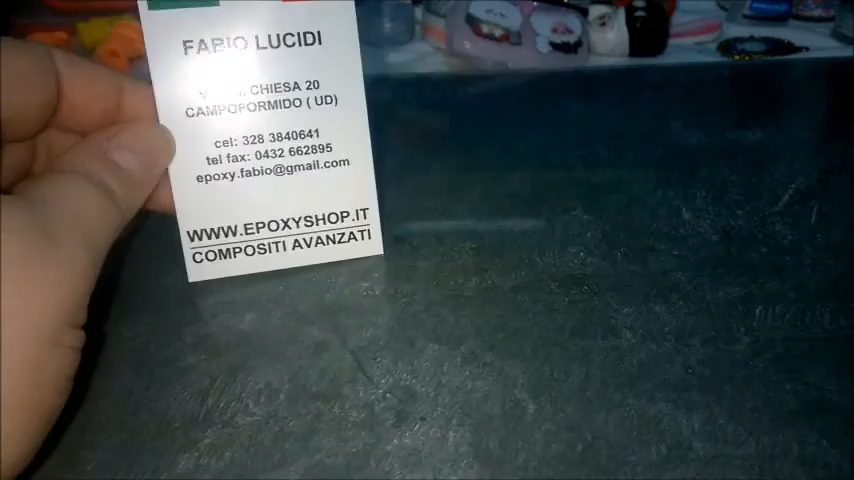 FABIO LUCIDI
CHIESA 20
CAMPOFORMIDO ( UD)
cel: 328 3840641
tel fax: 0432 662895
epoxy.fabio@gmail.com
WWW.EPOXYSHOP.IT
COMPOSITI AVANZATI